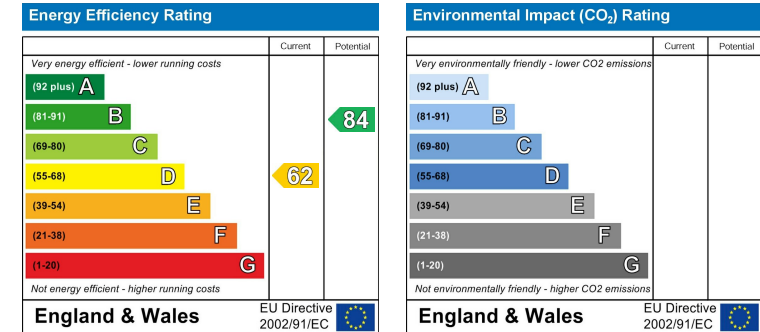 Energy Efficiency Rating
Current Potential
Very energy efficient - lower running costs
(92 plus) A
(81-91) B
84
(69-80) C
(55-68) D
62
(39-54) E
(21-38) F
(1-20) G
Not energy efficient - higher running costs
England & Wales
EU Directive
2002/91/EC
Environmental Impact (CO₂) Rating
Current Potential
Very environmentally friendly - lower CO2 emissions
(92 plus) A
(81-91) B
(69-80) C
(55-68) D
(39-54) E
(21-38) F
(1-20) G
Not environmentally friendly - higher CO2 emissions
England & Wales
EU Directive
2002/91/EC